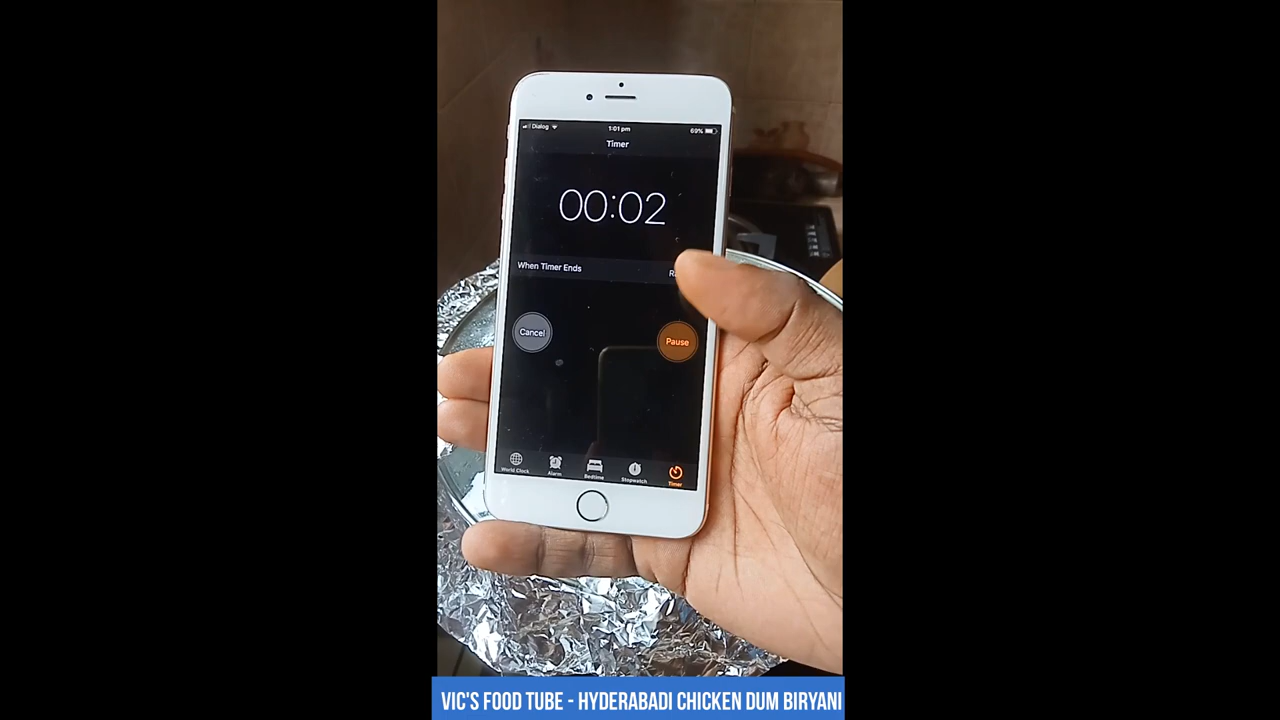 Dialog 1:01 pm 69%
Timer
00:02
When Timer Ends
Cancel
Pause
World Clock Alarm Bedtime Stopwatch Timer
VIC'S FOOD TUBE - HYDERABADI CHICKEN DUM BIRYANI